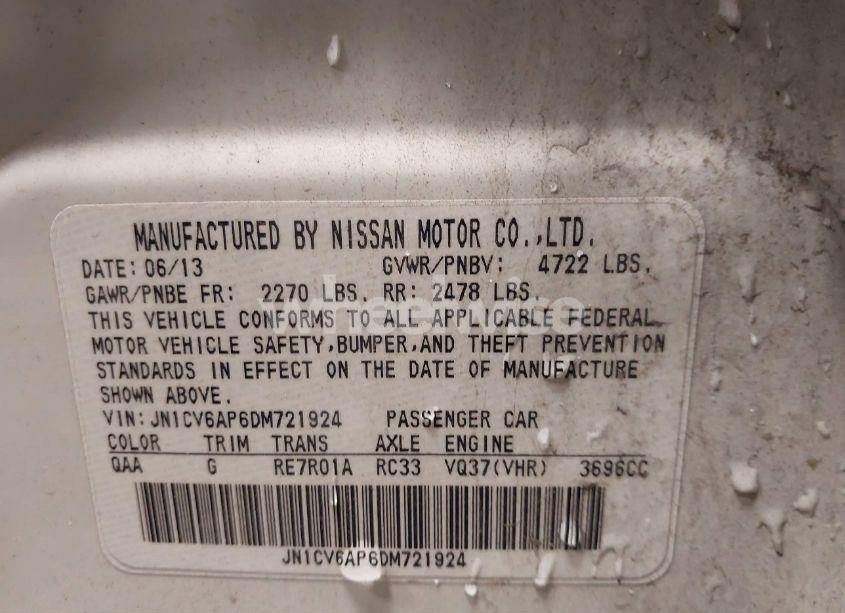 MANUFACTURED BY NISSAN MOTOR CO.,LTD.
DATE: 06/13 GVWR/PNBV: 4722 LBS.
GAWR/PNBE FR: 2270 LBS. RR: 2478 LBS.
THIS VEHICLE CONFORMS TO ALL APPLICABLE FEDERAL
MOTOR VEHICLE SAFETY,BUMPER,AND THEFT PREVENTION
STANDARDS IN EFFECT ON THE DATE OF MANUFACTURE
SHOWN ABOVE.
VIN: JN1CV6AP6DM721924 PASSENGER CAR
COLOR TRIM TRANS AXLE ENGINE
QAA G RE7R01A RC33 VQ37(VHR) 3696CC
JN1CV6AP6DM721924